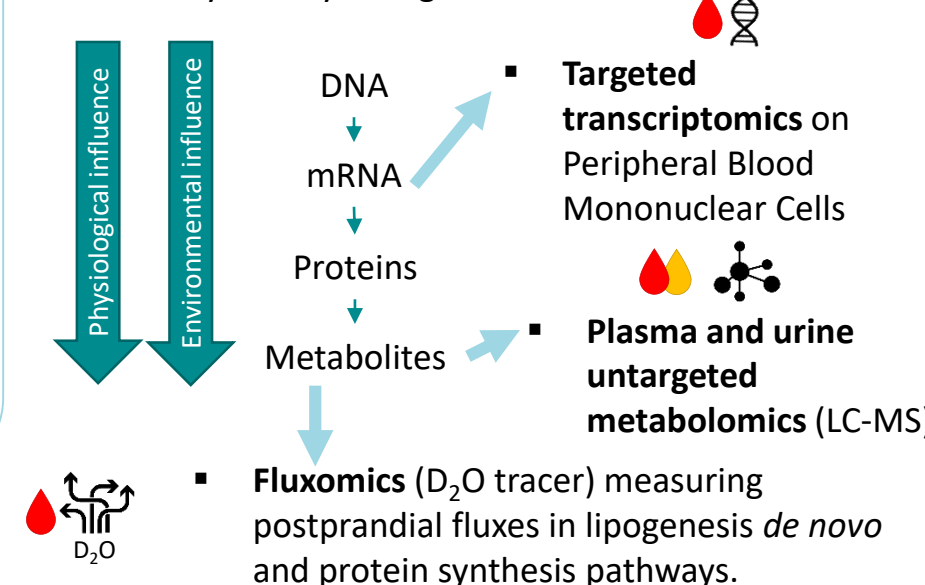 Physiological influence
Environmental influence
DNA
mRNA
Proteins
Metabolites
▪ Targeted
transcriptomics on
Peripheral Blood
Mononuclear Cells
▪ Plasma and urine
untargeted
metabolomics (LC-MS)
D₂O
▪ Fluxomics (D₂O tracer) measuring
postprandial fluxes in lipogenesis de novo
and protein synthesis pathways.